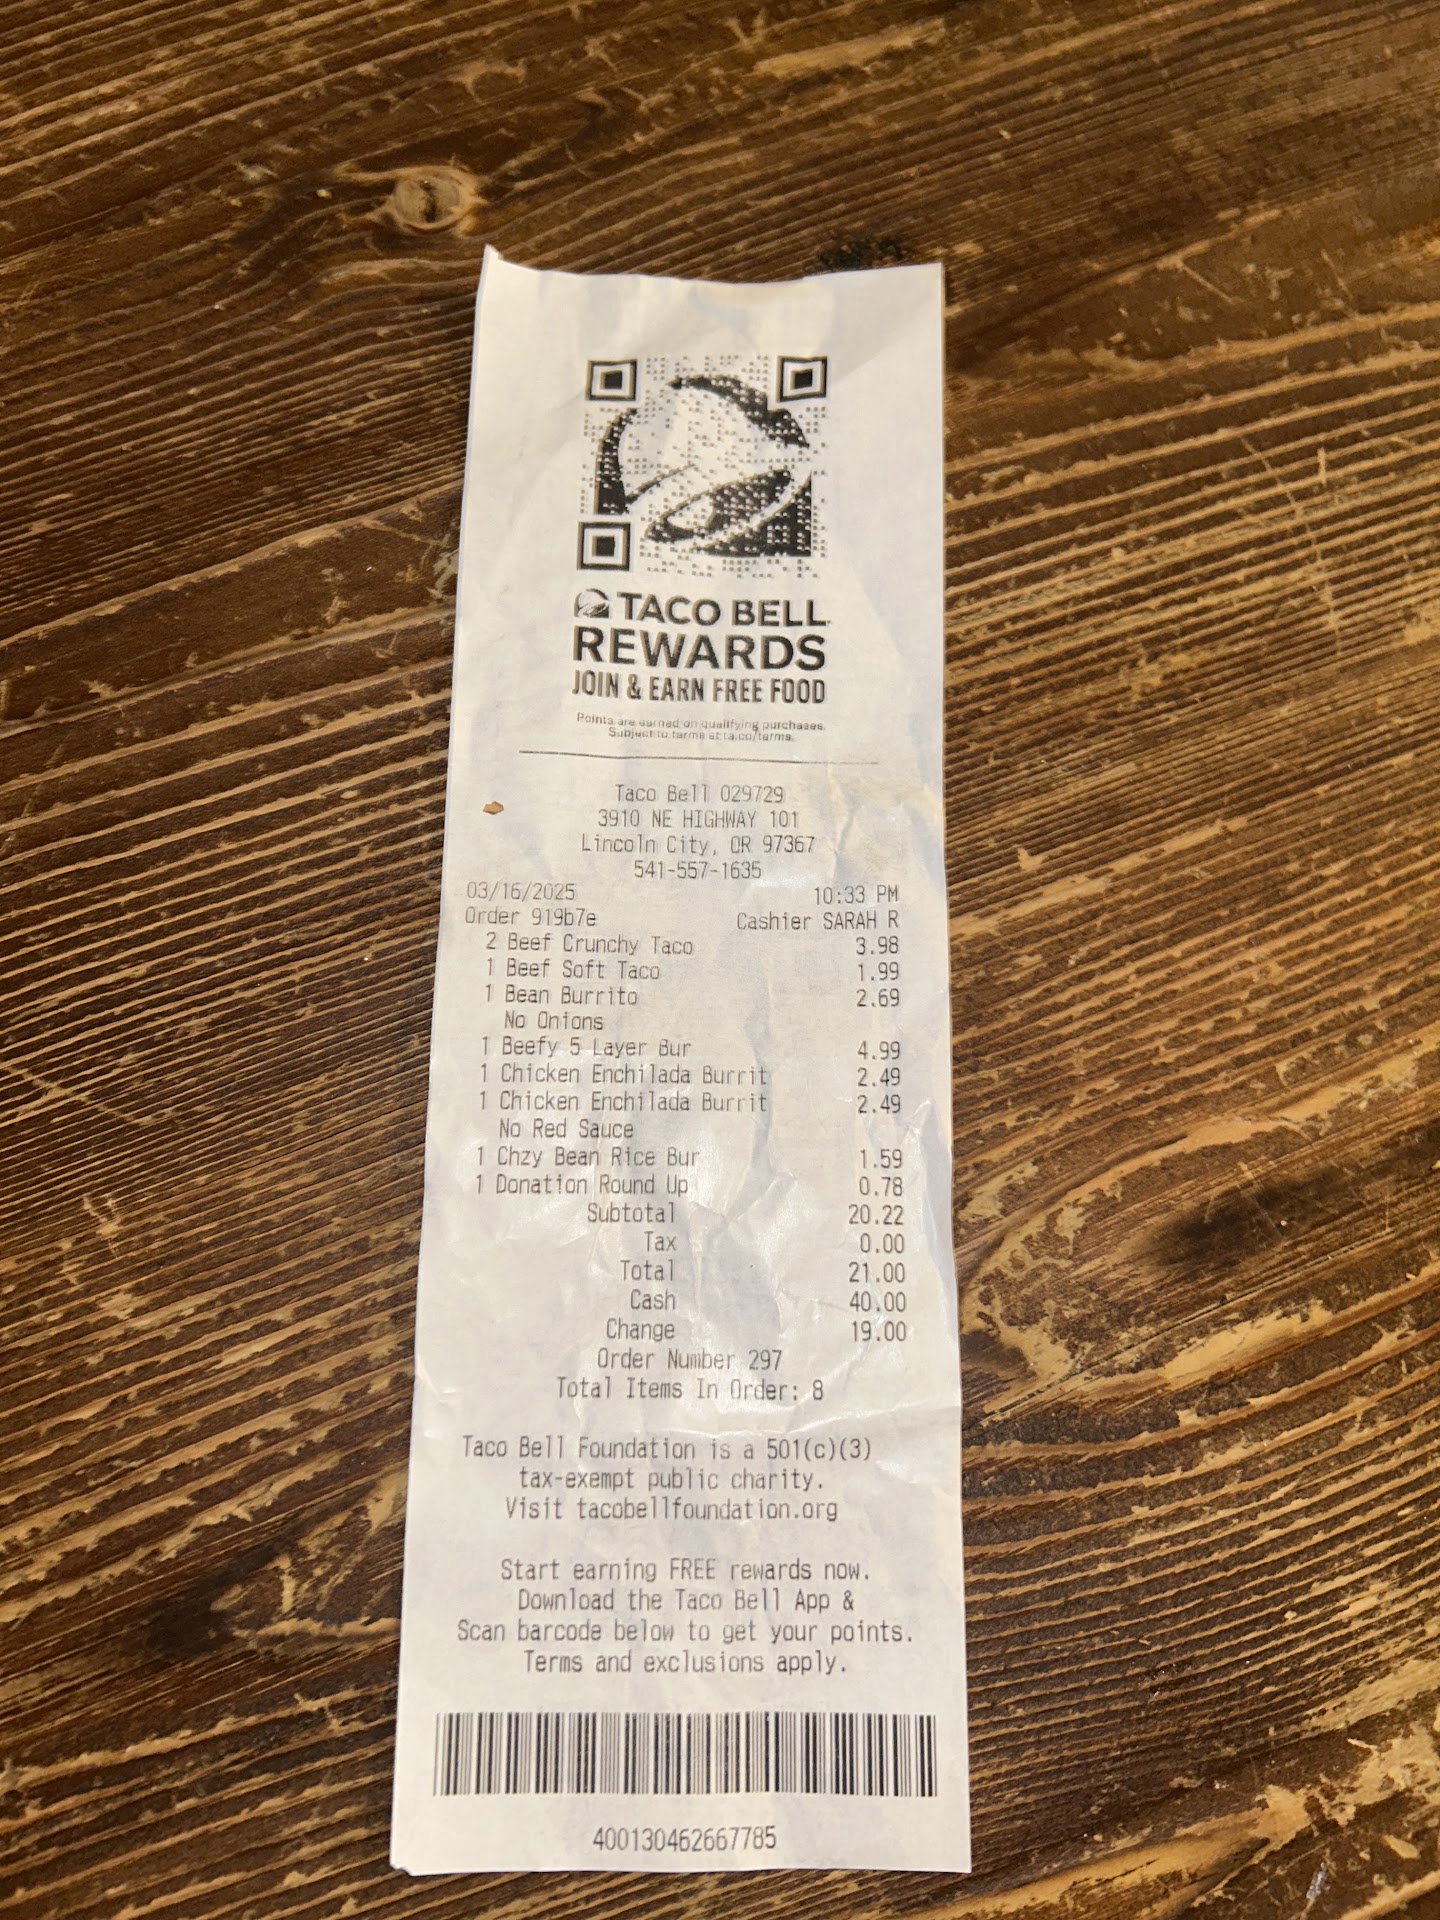 TACO BELL
REWARDS
JOIN & EARN FREE FOOD
Points are earned on qualifying purchases.
Subject to terms at ta.co/terms.
Taco Bell 029729
3910 NE HIGHWAY 101
Lincoln City, OR 97367
541-557-1635
03/16/2025 10:33 PM
Order 919b7e Cashier SARAH R
2 Beef Crunchy Taco 3.98
1 Beef Soft Taco 1.99
1 Bean Burrito 2.69
No Onions
1 Beefy 5 Layer Bur 4.99
1 Chicken Enchilada Burrit 2.49
1 Chicken Enchilada Burrit 2.49
No Red Sauce
1 Chzy Bean Rice Bur 1.59
1 Donation Round Up 0.78
Subtotal 20.22
Tax 0.00
Total 21.00
Cash 40.00
Change 19.00
Order Number 297
Total Items In Order: 8
Taco Bell Foundation is a 501(c)(3)
tax-exempt public charity.
Visit tacobellfoundation.org
Start earning FREE rewards now.
Download the Taco Bell App &
Scan barcode below to get your points.
Terms and exclusions apply.
400130462667785